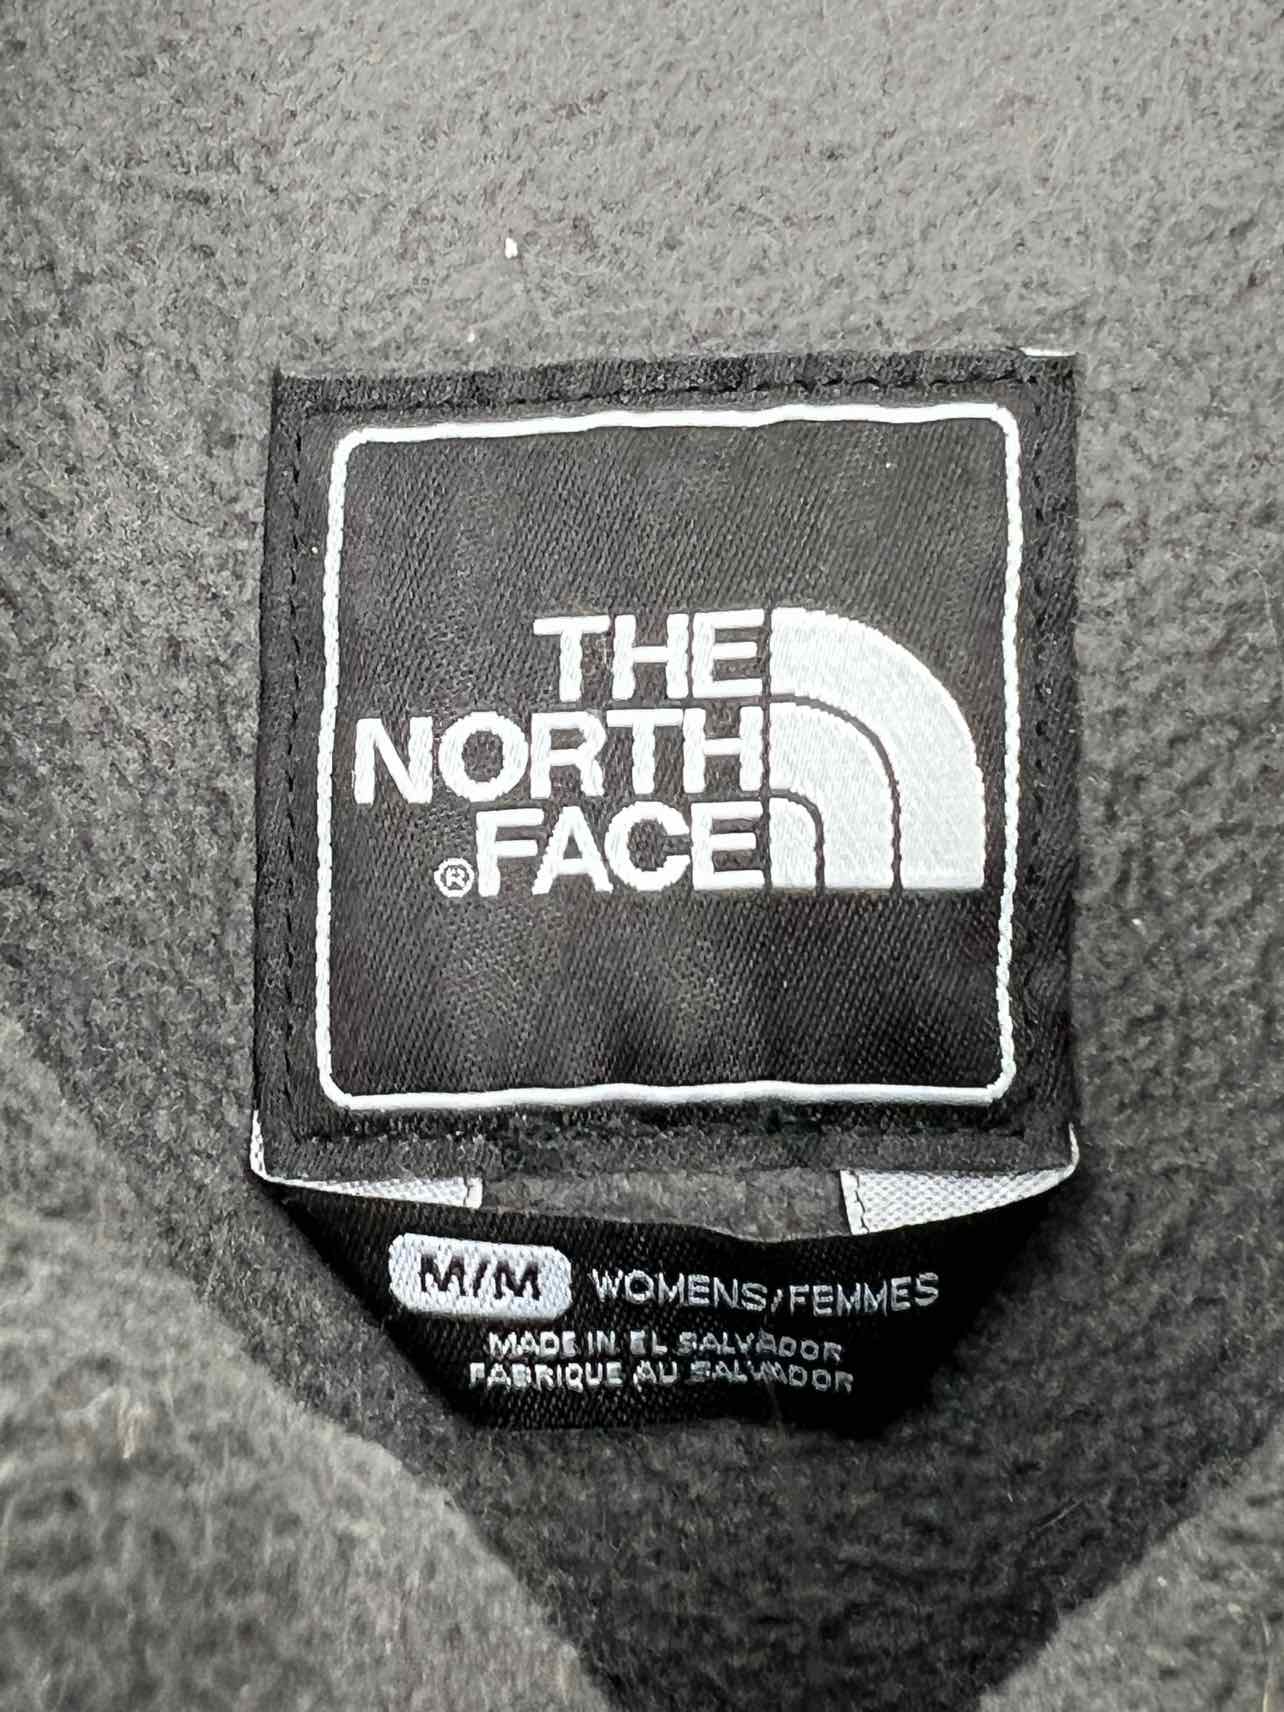 THE
NORTH
®FACE
M/M WOMENS/FEMMES
MADE IN EL SALVADOR
FABRIQUE AU SALVADOR